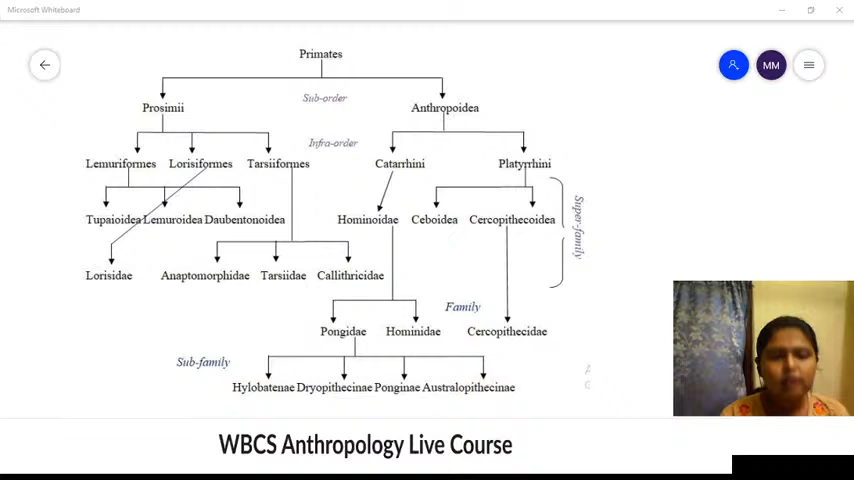 Microsoft Whiteboard
MM
Primates
Sub-order
Prosimii Anthropoidea
Infra-order
Lemuriformes Lorisiformes Tarsiiformes Catarrhini Platyrrhini
Super-family
Tupaioidea Lemuroidea Daubentonoidea Hominoidae Ceboidea Cercopithecoidea
Lorisidae Anaptomorphidae Tarsiidae Callithricidae
Family
Pongidae Hominidae Cercopithecidae
Sub-family
Hylobatenae Dryopithecinae Ponginae Australopithecinae
WBCS Anthropology Live Course